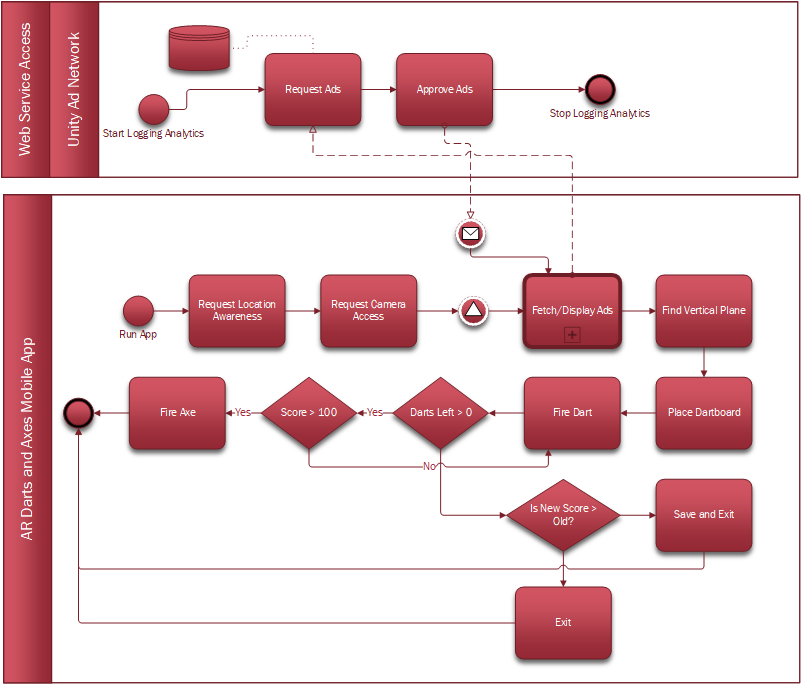 Web Service Access
Unity Ad Network
Request Ads
Approve Ads
Start Logging Analytics
Stop Logging Analytics
AR Darts and Axes Mobile App
Run App
Request Location
Awareness
Request Camera
Access
Fetch/Display Ads
Find Vertical Plane
Fire Axe
Yes
Score > 100
Yes
Darts Left > 0
Fire Dart
Place Dartboard
No
Is New Score >
Old?
Save and Exit
Exit